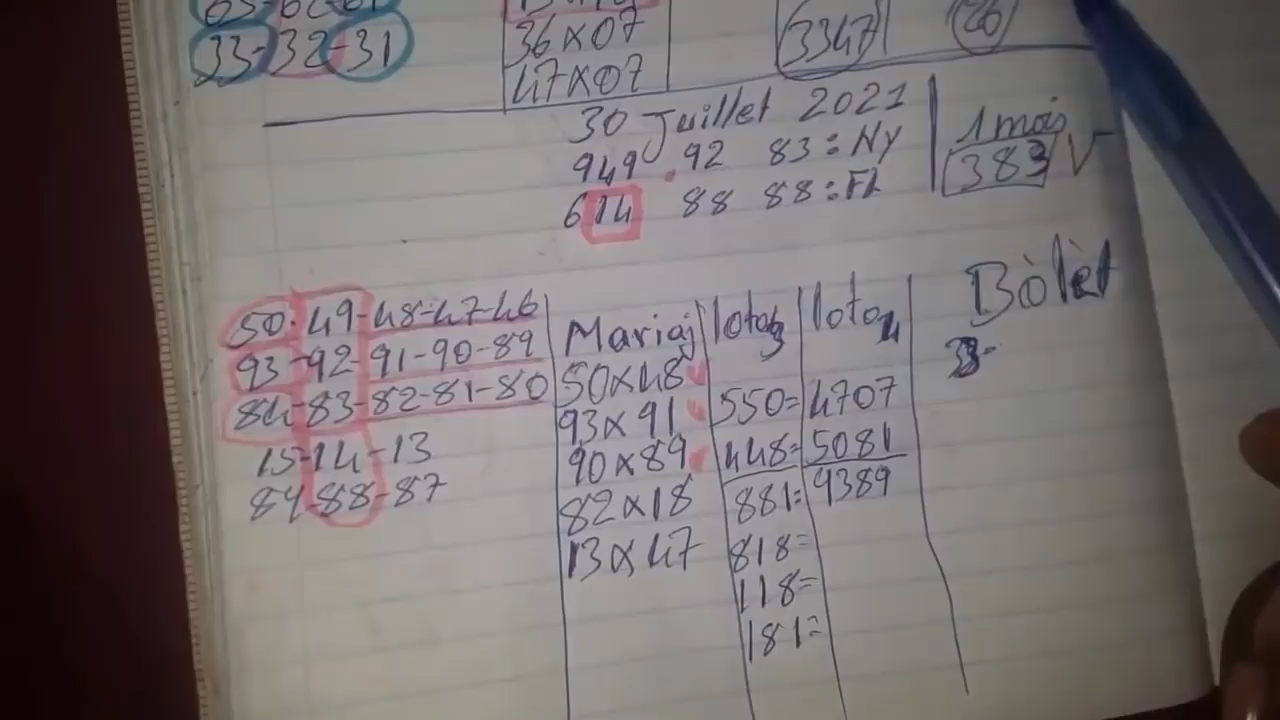 33-32-31
36x07
47x07
3347
26
30 Juillet 2021
949.92 83:Ny
614 88 88:FL
1 mois
383 V
50.49-48-47-46
93-92-91-90-89
84-83-82-81-80
15-14-13
89-88-87
Mariaj
50x48
93x91
90x89
82x18
13x47
loto3
550=
448=
881=
818=
118=
181=
loto4
4707
5081
9389
Bòlèt